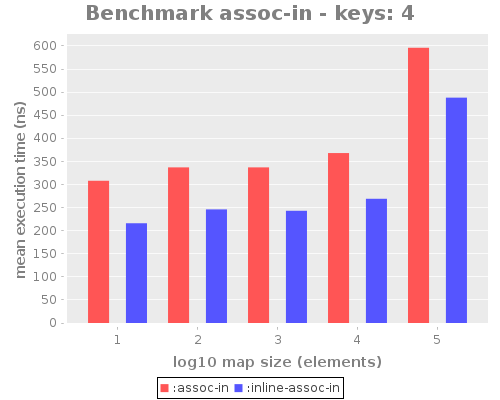 Benchmark assoc-in - keys: 4
mean execution time (ns)
600
550
500
450
400
350
300
250
200
150
100
50
0
1 2 3 4 5
log10 map size (elements)
:assoc-in :inline-assoc-in